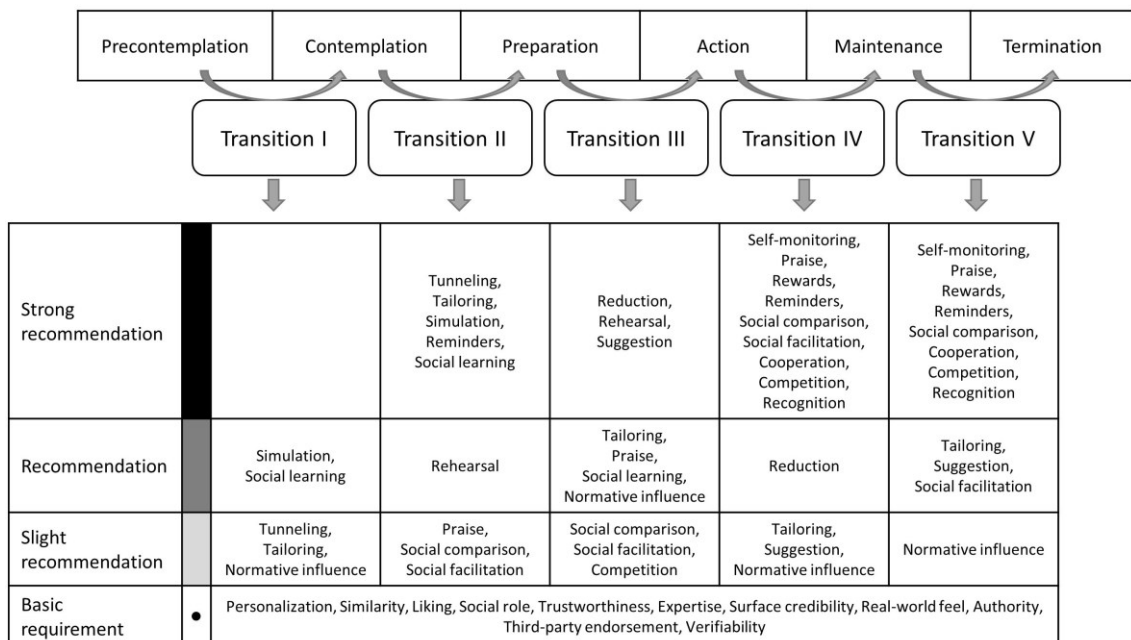 Precontemplation
Contemplation
Preparation
Action
Maintenance
Termination
Transition I
Transition II
Transition III
Transition IV
Transition V
Strong
recommendation
Tunneling,
Tailoring,
Simulation,
Reminders,
Social learning
Reduction,
Rehearsal,
Suggestion
Self-monitoring,
Praise,
Rewards,
Reminders,
Social comparison,
Social facilitation,
Cooperation,
Competition,
Recognition
Self-monitoring,
Praise,
Rewards,
Reminders,
Social comparison,
Cooperation,
Competition,
Recognition
Recommendation
Simulation,
Social learning
Rehearsal
Tailoring,
Praise,
Social learning,
Normative influence
Reduction
Tailoring,
Suggestion,
Social facilitation
Slight
recommendation
Tunneling,
Tailoring,
Normative influence
Praise,
Social comparison,
Social facilitation
Social comparison,
Social facilitation,
Competition
Tailoring,
Suggestion,
Normative influence
Normative influence
Basic
requirement
•
Personalization, Similarity, Liking, Social role, Trustworthiness, Expertise, Surface credibility, Real-world feel, Authority,
Third-party endorsement, Verifiability